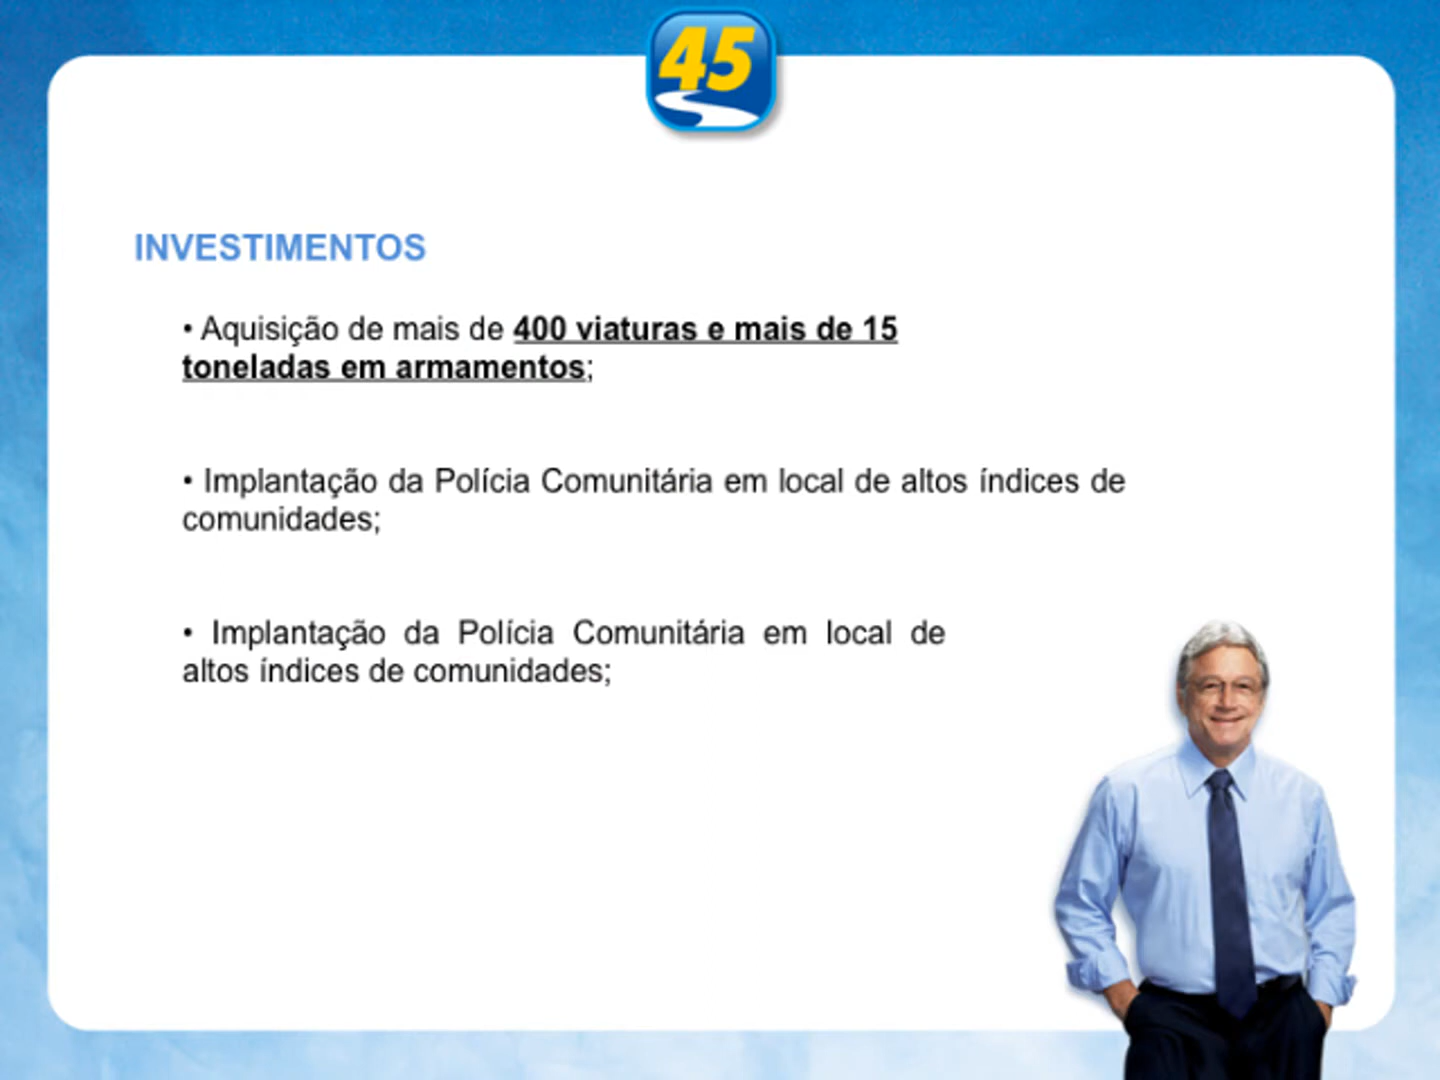 45
INVESTIMENTOS
• Aquisição de mais de 400 viaturas e mais de 15
toneladas em armamentos;
• Implantação da Polícia Comunitária em local de altos índices de
comunidades;
• Implantação da Polícia Comunitária em local de
altos índices de comunidades;